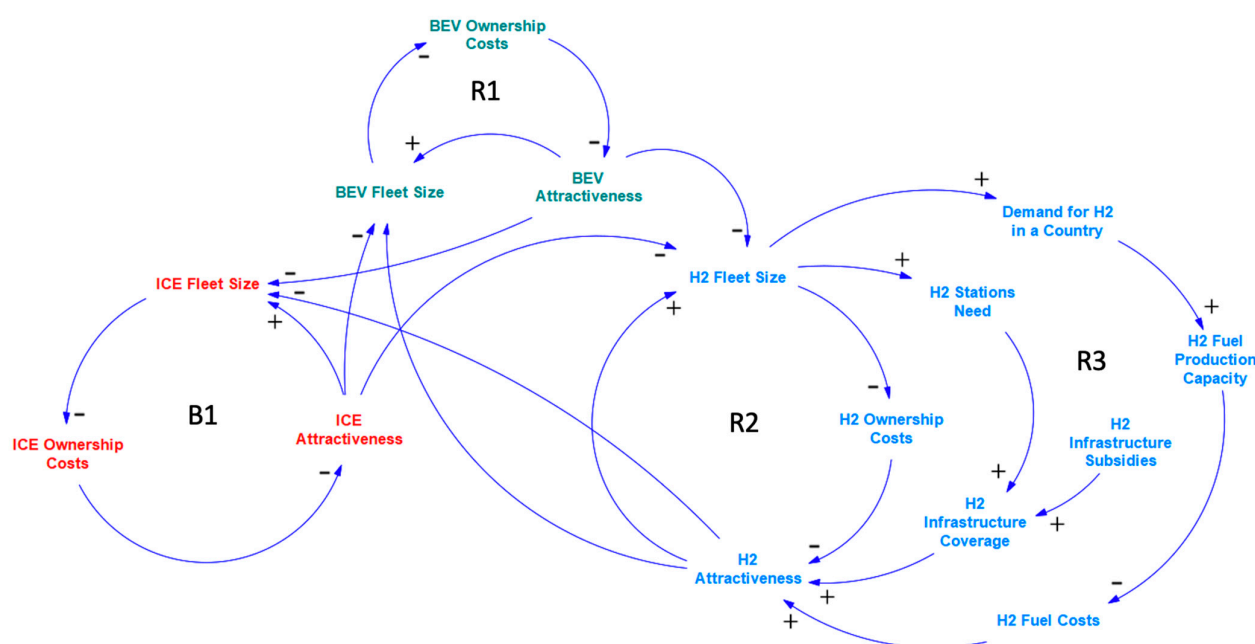 BEV Ownership
Costs
R1
BEV Fleet Size
BEV
Attractiveness
Demand for H2
in a Country
ICE Fleet Size
H2 Fleet Size
H2 Stations
Need
H2 Fuel
Production
Capacity
R3
B1
ICE
Attractiveness
R2
H2 Ownership
Costs
H2
Infrastructure
Subsidies
ICE Ownership
Costs
H2
Infrastructure
Coverage
H2
Attractiveness
H2 Fuel Costs